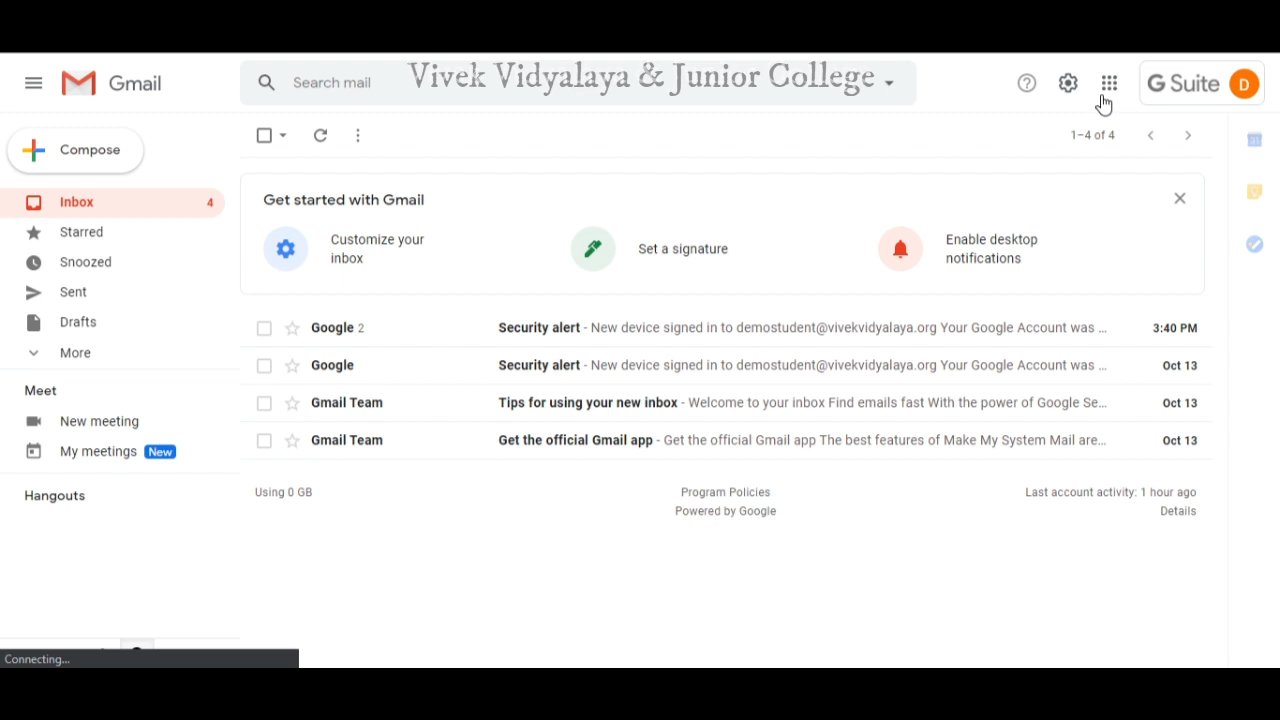 Gmail
Search mail
Vivek Vidyalaya & Junior College
G Suite
D
Compose
1–4 of 4
Inbox 4
Starred
Snoozed
Sent
Drafts
More
Meet
New meeting
My meetings New
Hangouts
Get started with Gmail
Customize your
inbox
Set a signature
Enable desktop
notifications
Google 2 Security alert - New device signed in to demostudent@vivekvidyalaya.org Your Google Account was ... 3:40 PM
Google Security alert - New device signed in to demostudent@vivekvidyalaya.org Your Google Account was ... Oct 13
Gmail Team Tips for using your new inbox - Welcome to your inbox Find emails fast With the power of Google Se... Oct 13
Gmail Team Get the official Gmail app - Get the official Gmail app The best features of Make My System Mail are... Oct 13
Using 0 GB
Program Policies
Powered by Google
Last account activity: 1 hour ago
Details
31
Connecting...